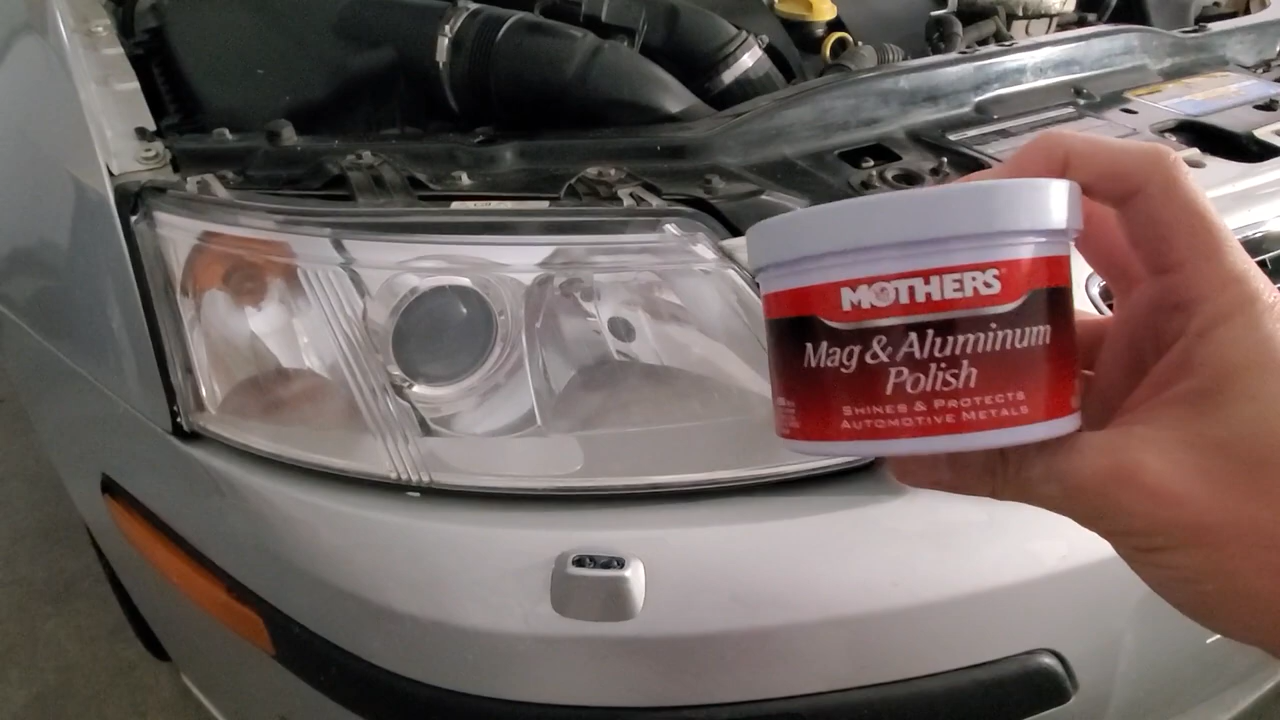 MOTHERS
Mag & Aluminum
Polish
SHINES & PROTECTS
AUTOMOTIVE METALS